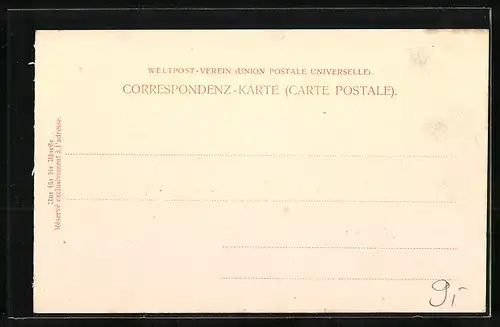 WELTPOST-VEREIN (UNION POSTALE UNIVERSELLE).
CORRESPONDENZ-KARTE (CARTE POSTALE).
Nur für die Adresse
Réservé exclusivement à l'adresse.
9,-